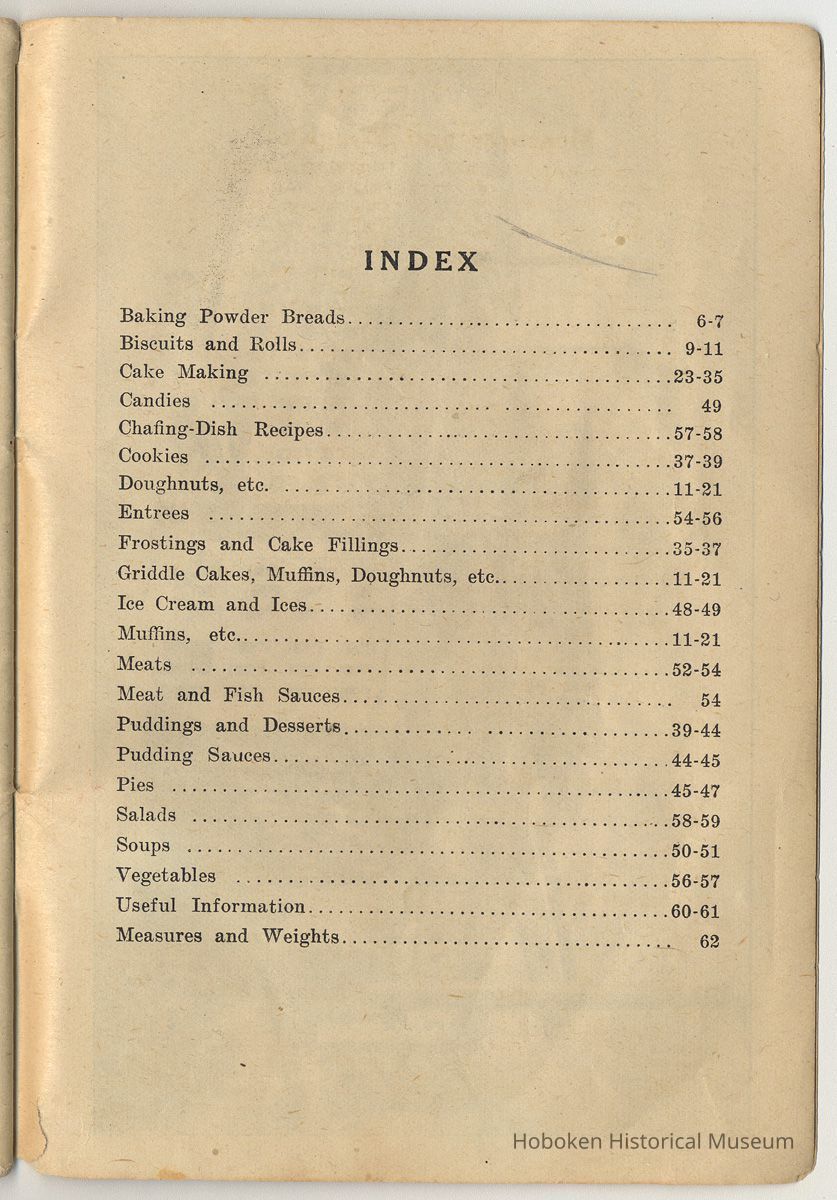 INDEX
Baking Powder Breads.................................. 6-7
Biscuits and Rolls..................................... 9-11
Cake Making ........................................23-35
Candies .............................................. 49
Chafing-Dish Recipes..................................57-58
Cookies ..............................................37-39
Doughnuts, etc. ......................................11-21
Entrees ..............................................54-56
Frostings and Cake Fillings...........................35-37
Griddle Cakes, Muffins, Doughnuts, etc.................11-21
Ice Cream and Ices....................................48-49
Muffins, etc..........................................11-21
Meats ................................................52-54
Meat and Fish Sauces................................. 54
Puddings and Desserts............. ..................39-44
Pudding Sauces.......................................44-45
Pies .................................................45-47
Salads ...............................................58-59
Soups ................................................50-51
Vegetables ...........................................56-57
Useful Information....................................60-61
Measures and Weights................................. 62
Hoboken Historical Museum